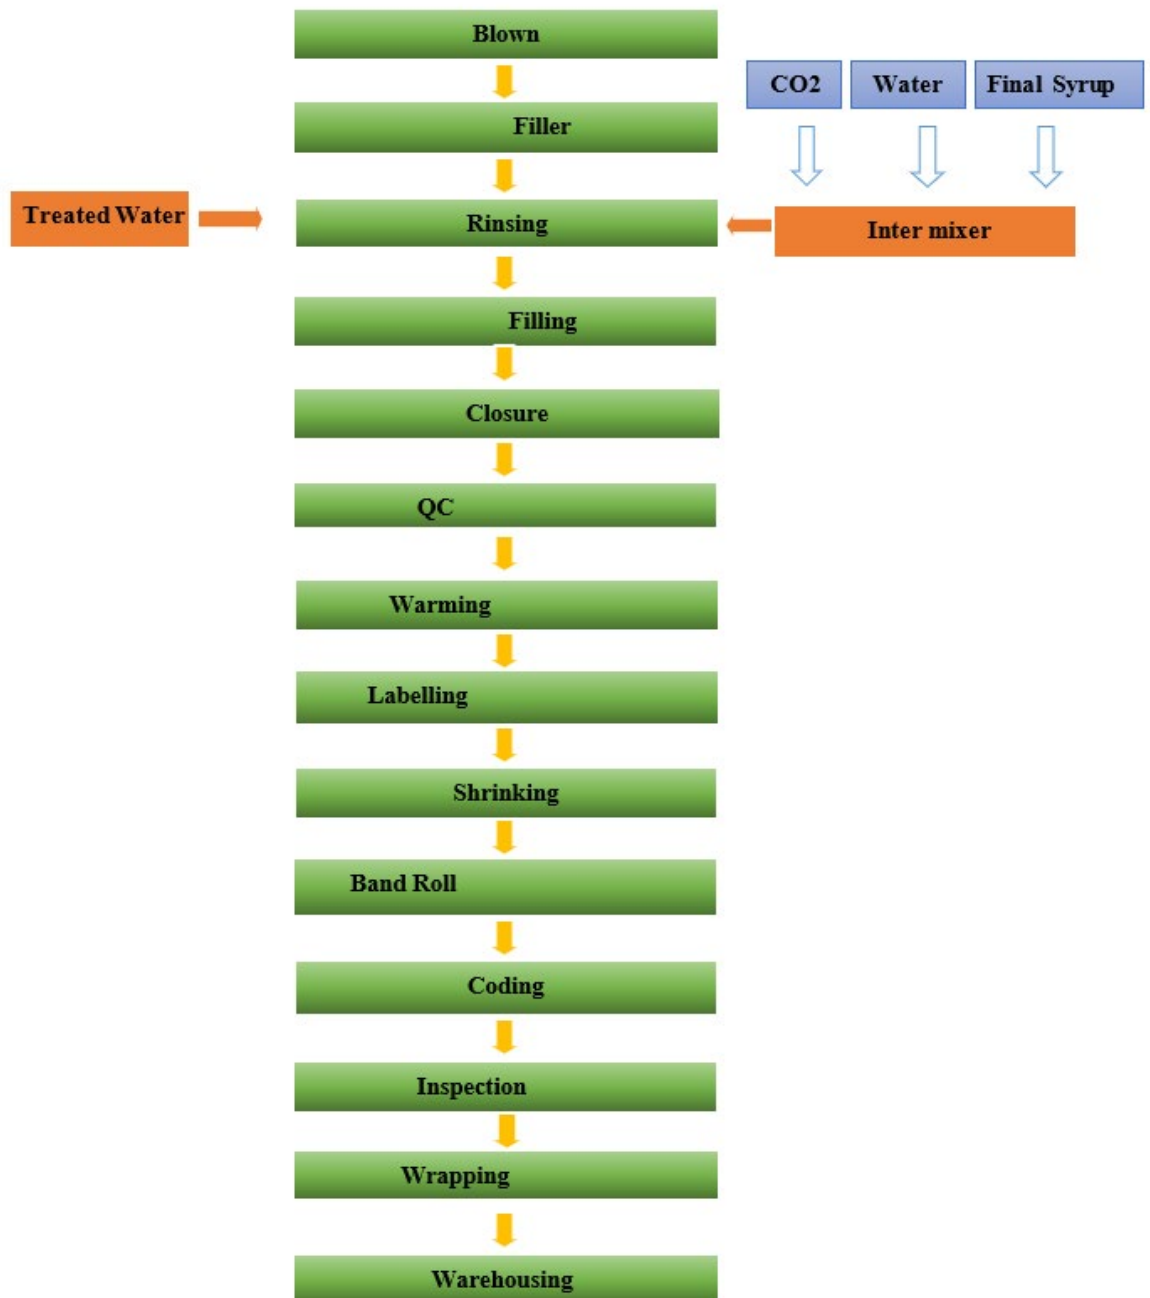 Blown
CO2
Water
Final Syrup
Filler
Treated Water
Rinsing
Inter mixer
Filling
Closure
QC
Warming
Labelling
Shrinking
Band Roll
Coding
Inspection
Wrapping
Warehousing